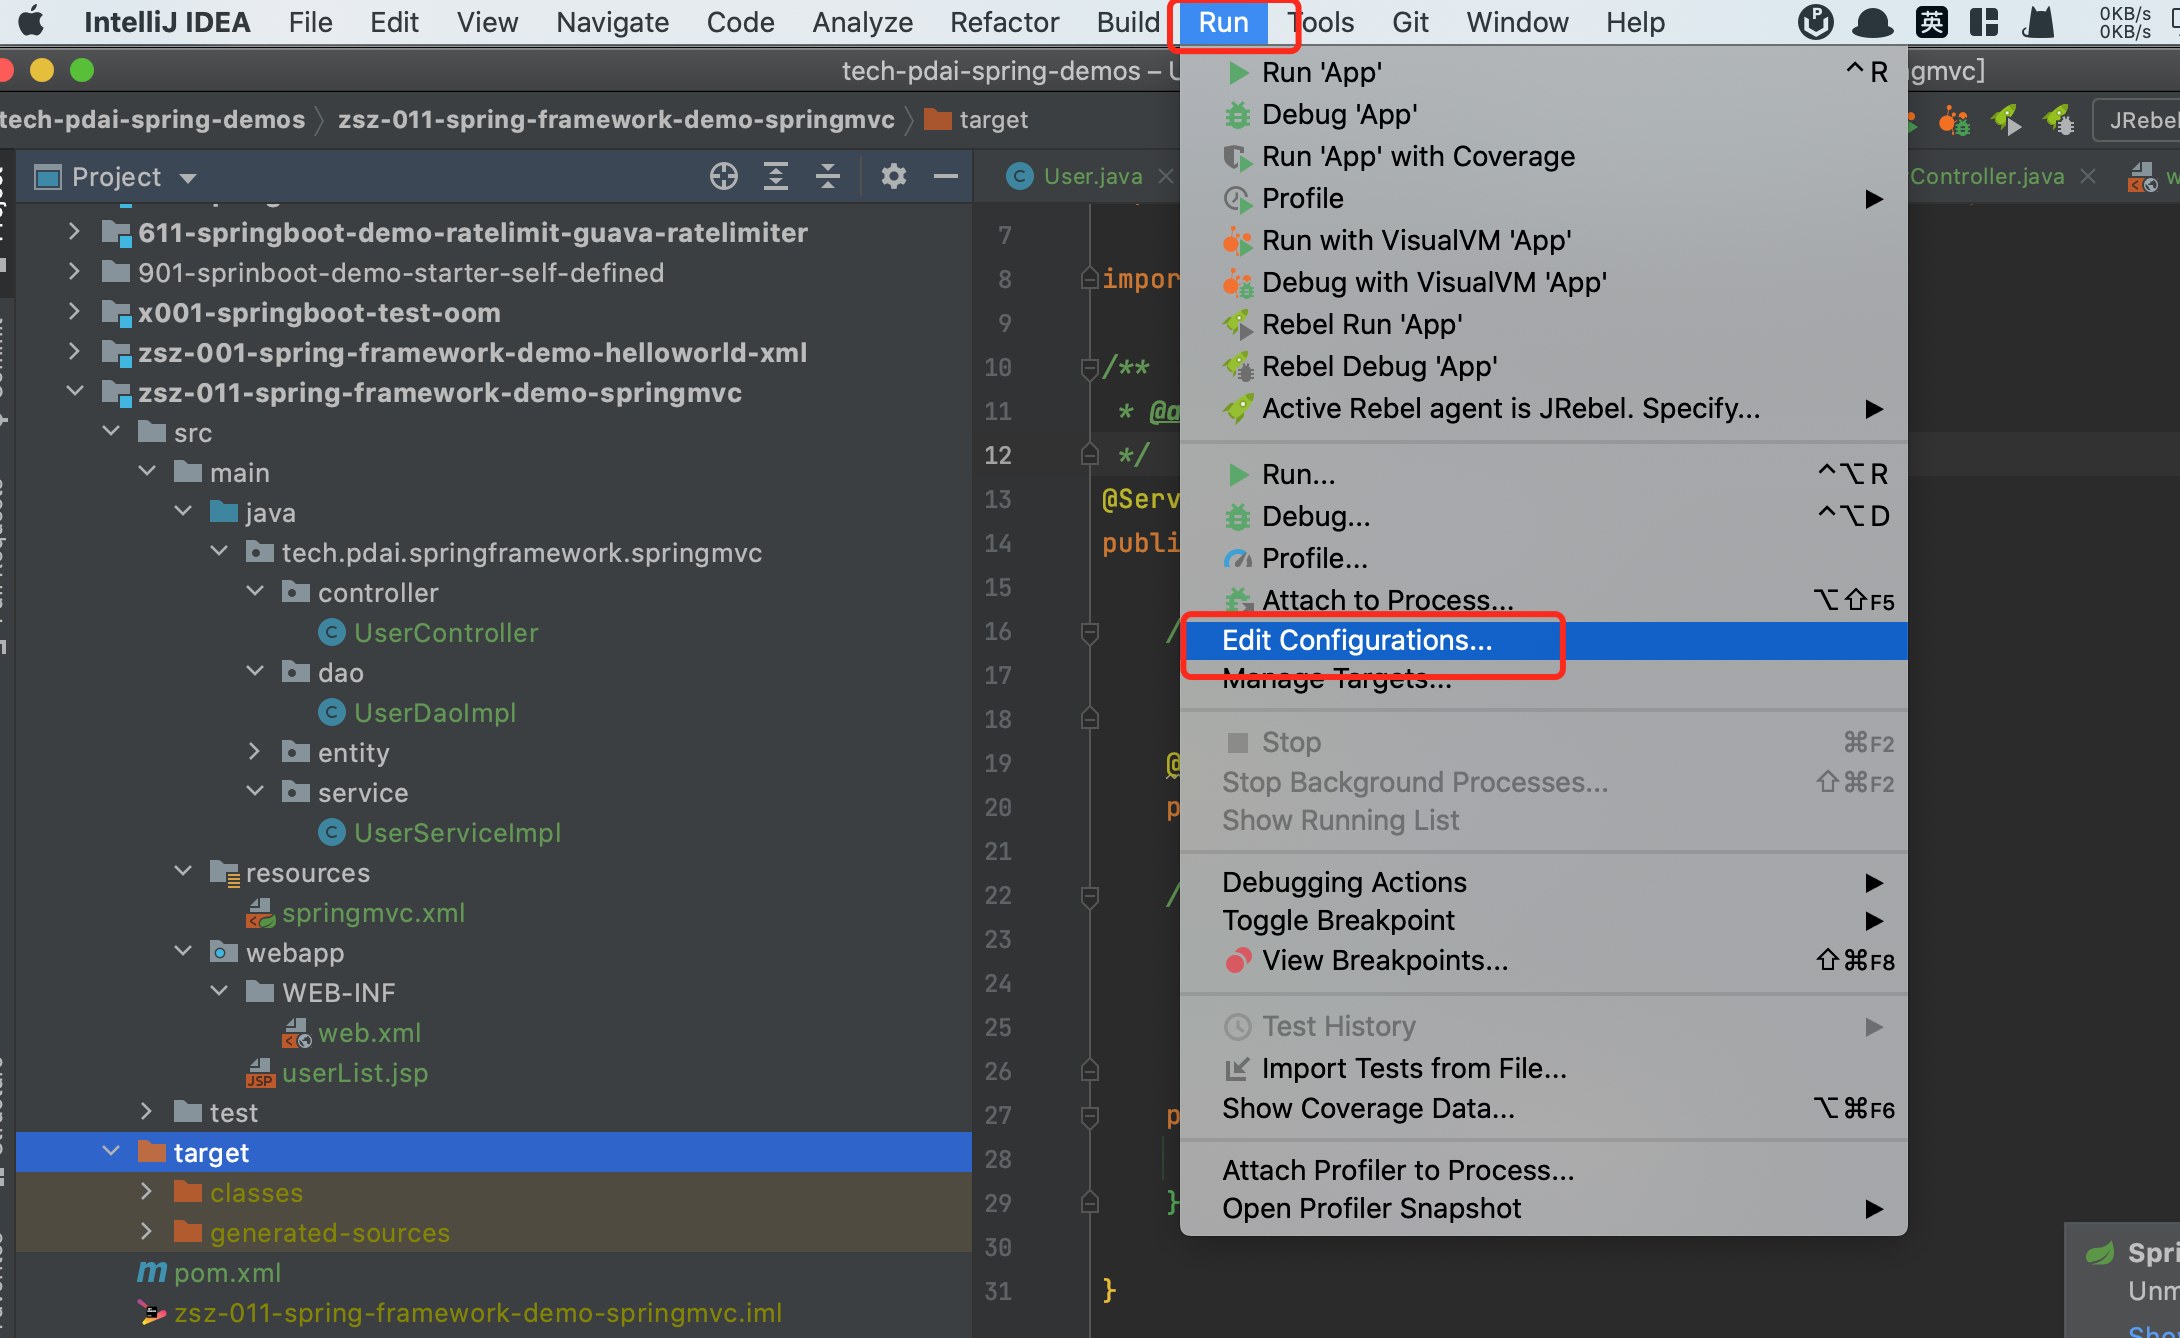 IntelliJ IDEA File Edit View Navigate Code Analyze Refactor Build Run Tools Git Window Help 英 0KB/s
0KB/s
tech-pdai-spring-demos –
gmvc]
tech-pdai-spring-demos zsz-011-spring-framework-demo-springmvc target
JRebel
Project
User.java
Controller.java
611-springboot-demo-ratelimit-guava-ratelimiter
901-sprinboot-demo-starter-self-defined
x001-springboot-test-oom
zsz-001-spring-framework-demo-helloworld-xml
zsz-011-spring-framework-demo-springmvc
src
main
java
tech.pdai.springframework.springmvc
controller
UserController
dao
UserDaoImpl
entity
service
UserServiceImpl
resources
springmvc.xml
webapp
WEB-INF
web.xml
userList.jsp
test
target
classes
generated-sources
pom.xml
zsz-011-spring-framework-demo-springmvc.iml
7
8 impor
9
10 /**
11 * @a
12 */
13 @Serv
14 publi
15
16 /
17
18
19 @
20 p
21
22 /
23
24
25
26
27 p
28
29 }
30
31 }
Run 'App' ^ R
Debug 'App'
Run 'App' with Coverage
Profile
Run with VisualVM 'App'
Debug with VisualVM 'App'
Rebel Run 'App'
Rebel Debug 'App'
Active Rebel agent is JRebel. Specify...
Run... ^⌥R
Debug... ^⌥D
Profile...
Attach to Process... ⌥⇧F5
Edit Configurations...
Manage Targets...
Stop ⌘F2
Stop Background Processes... ⇧⌘F2
Show Running List
Debugging Actions
Toggle Breakpoint
View Breakpoints... ⇧⌘F8
Test History
Import Tests from File...
Show Coverage Data... ⌥⌘F6
Attach Profiler to Process...
Open Profiler Snapshot
Spri
Unm
Sho